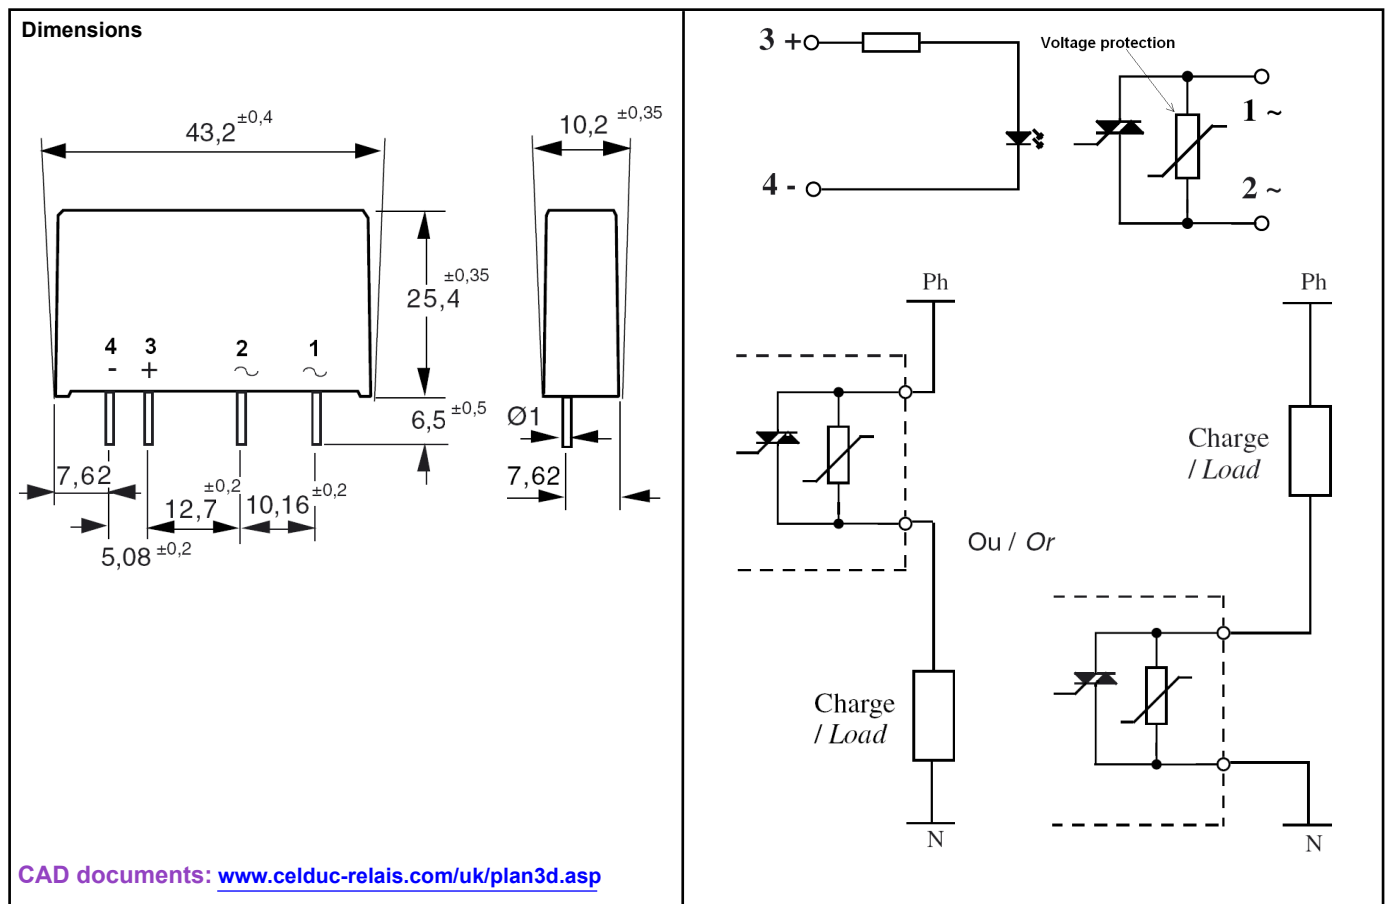 Dimensions
43,2 ±0,4
10,2 ±0,35
25,4 ±0,35
4 3 2 1
- + ~ ~
6,5 ±0,5
Ø1
7,62
12,7 ±0,2
10,16 ±0,2
5,08 ±0,2
7,62
CAD documents: www.celduc-relais.com/uk/plan3d.asp
3 +
4 -
Voltage protection
1 ~
2 ~
Ph
Charge
/ Load
N
Ou / Or
Ph
Charge
/ Load
N